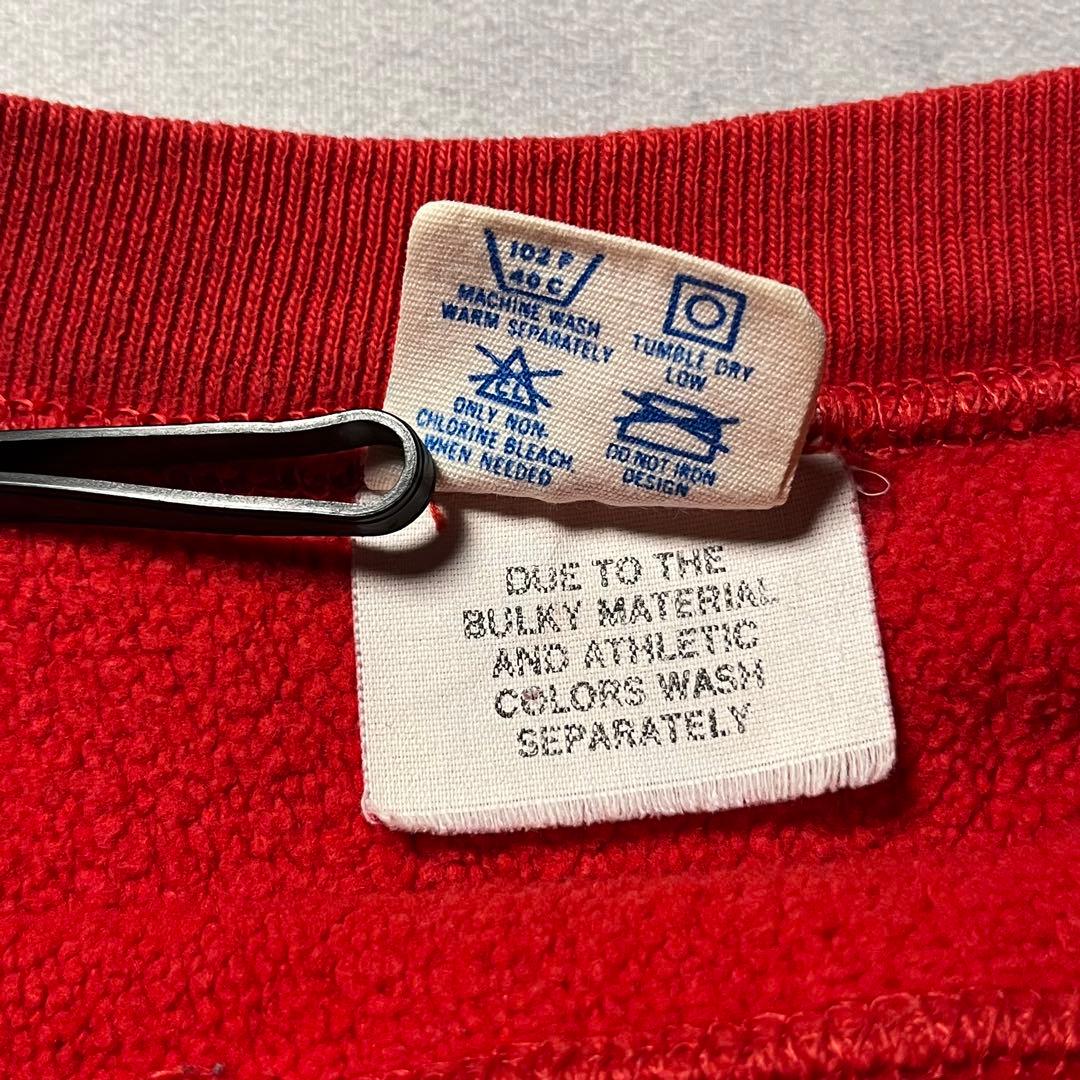 102 F
40 C
MACHINE WASH
WARM SEPARATELY
TUMBLE DRY
LOW
CL
ONLY NON.
CHLORINE BLEACH,
WHEN NEEDED
DO NOT IRON
DESIGN
DUE TO THE
BULKY MATERIAL
AND ATHLETIC
COLORS WASH
SEPARATELY